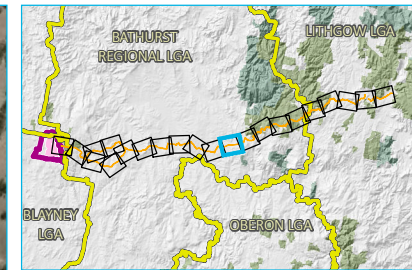 BATHURST
REGIONAL LGA
LITHGOW LGA
BLAYNEY
LGA
OBERON LGA